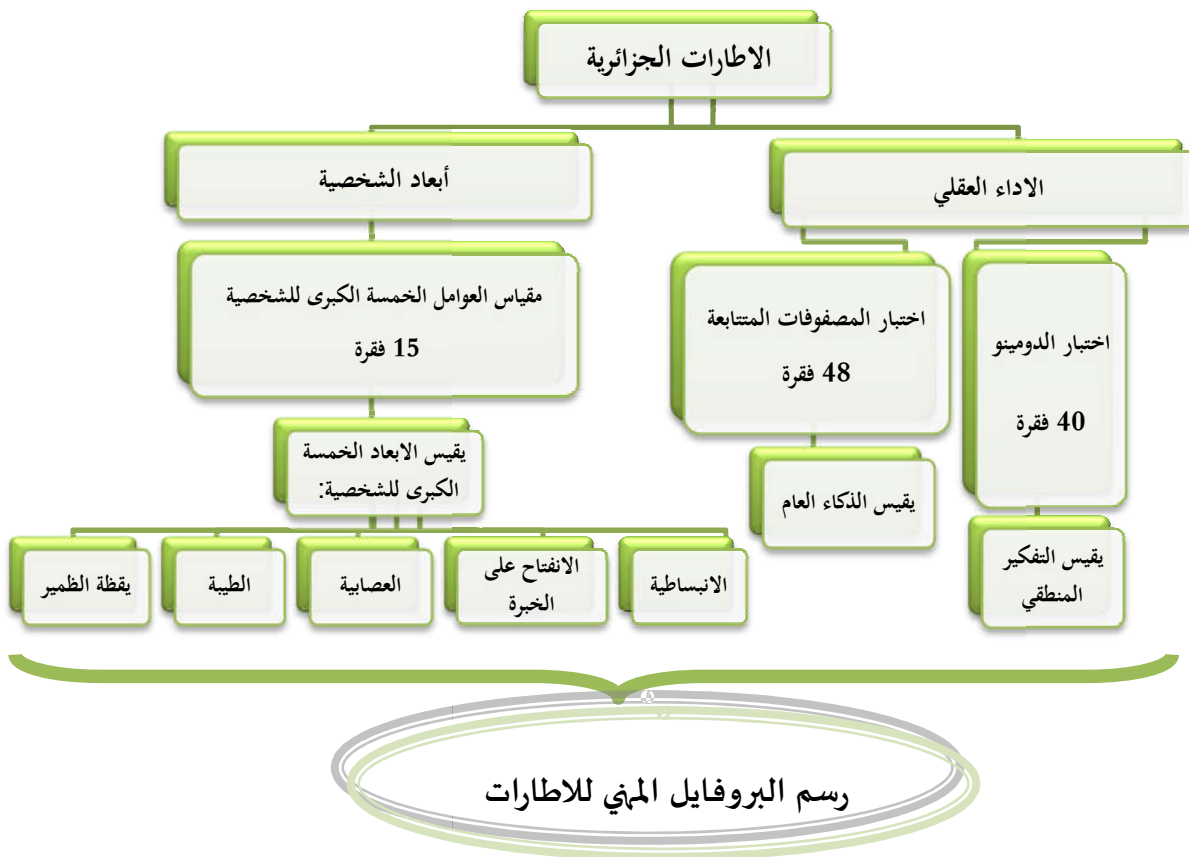 الاطارات الجزائرية
الاداء العقلي
أبعاد الشخصية
اختبار الدومينو
40 فقرة
اختبار المصفوفات المتتابعة
48 فقرة
مقياس العوامل الخمسة الكبرى للشخصية
15 فقرة
يقيس التفكير
المنطقي
يقيس الذكاء العام
يقيس الابعاد الخمسة
الكبرى للشخصية:
الانبساطية
الانفتاح على
الخبرة
العصابية
الطيبة
يقظة الظمير
رسم البروفايل المهني للاطارات